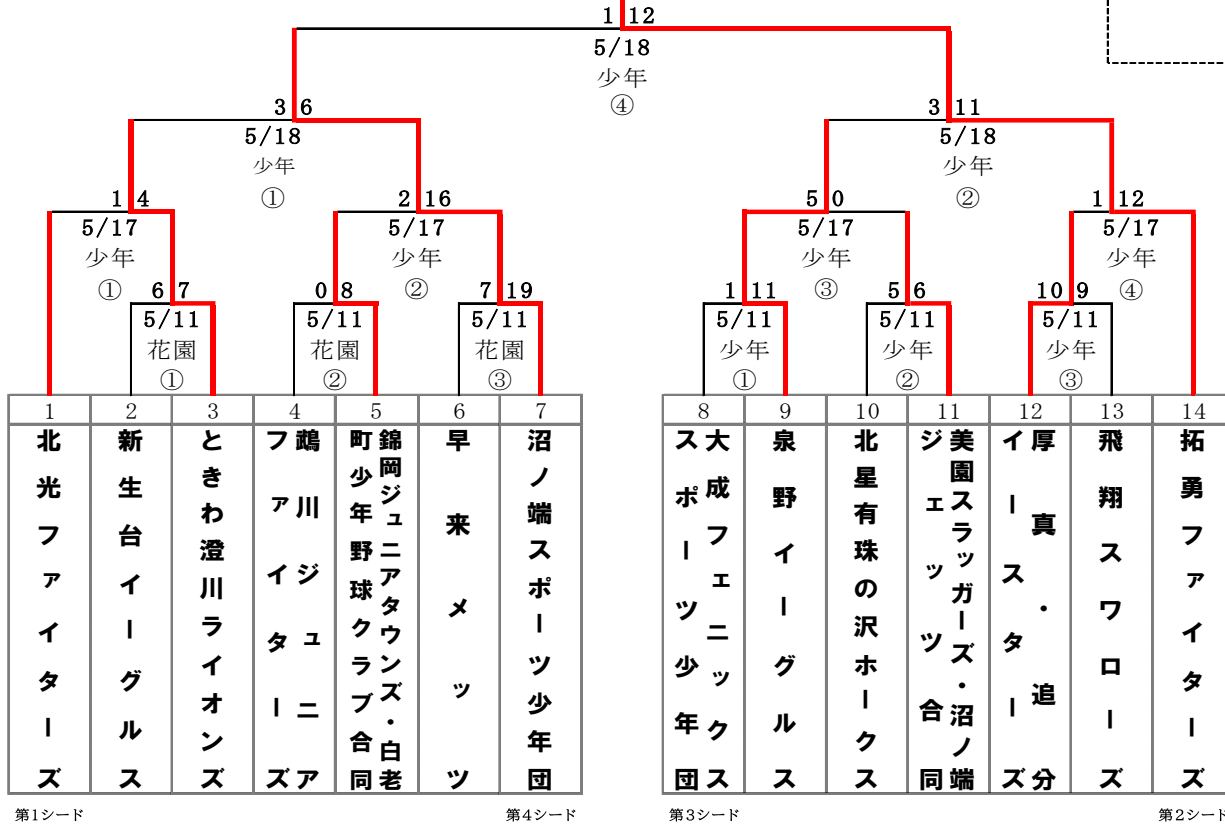 1 12
5/18
少年
④
3 6
5/18
少年
①
3 11
5/18
少年
②
1 4
5/17
少年
①
2 16
5/17
少年
②
5 0
5/17
少年
③
1 12
5/17
少年
④
6 7
5/11
花園
①
0 8
5/11
花園
②
7 19
5/11
花園
③
1 11
5/11
少年
①
5 6
5/11
少年
②
10 9
5/11
少年
③
1
北光ファイターズ
2
新生台イーグルス
3
ときわ澄川ライオンズ
4
鵡川ジュニア
ファイターズ
5
錦岡ジュニアタウンズ・白老
町少年野球クラブ合同
6
早来メッツ
7
沼ノ端スポーツ少年団
8
大成フェニックス
スポーツ少年団
9
泉野イーグルス
10
北星有珠の沢ホークス
11
美園スラッガーズ・沼ノ端
ジェッツ合同
12
厚真・追分
イースターズ
13
飛翔スワローズ
14
拓勇ファイターズ
第1シード
第4シード
第3シード
第2シード